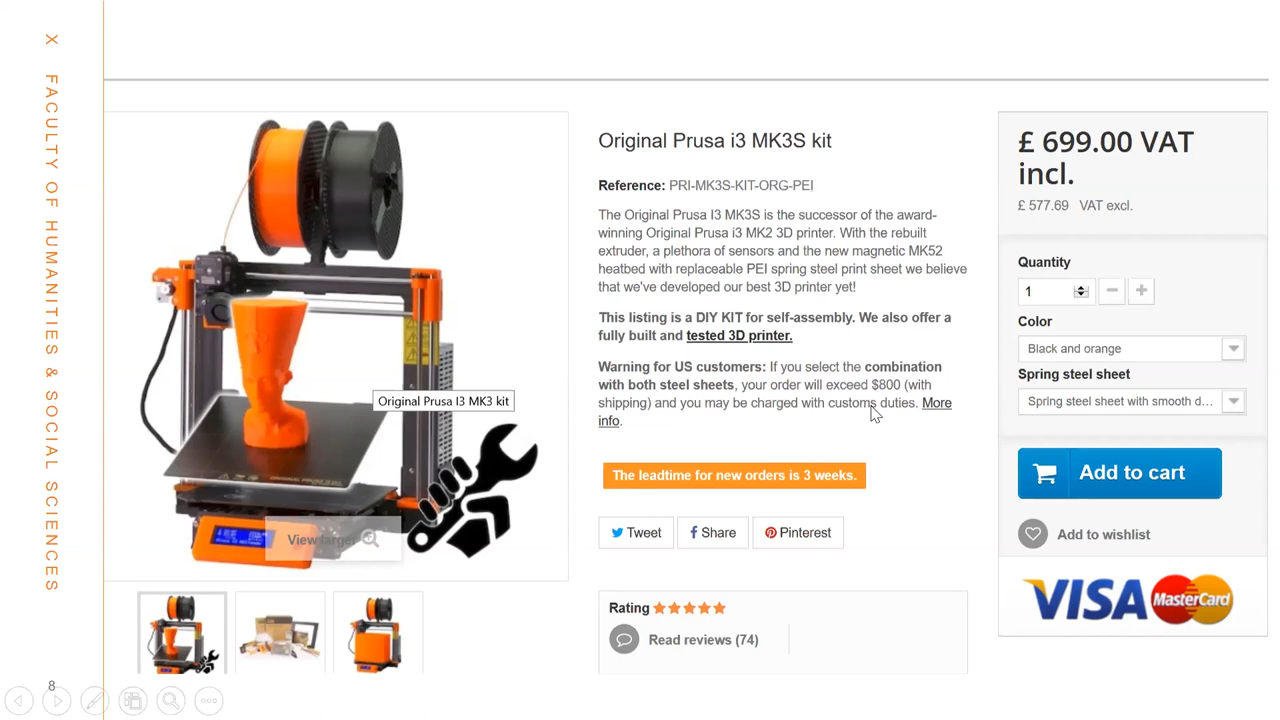 X FACULTY OF HUMANITIES & SOCIAL SCIENCES
Original Prusa i3 MK3 kit
View larger
Original Prusa i3 MK3S kit
Reference: PRI-MK3S-KIT-ORG-PEI
The Original Prusa I3 MK3S is the successor of the award-
winning Original Prusa i3 MK2 3D printer. With the rebuilt
extruder, a plethora of sensors and the new magnetic MK52
heatbed with replaceable PEI spring steel print sheet we believe
that we've developed our best 3D printer yet!
This listing is a DIY KIT for self-assembly. We also offer a
fully built and tested 3D printer.
Warning for US customers: If you select the combination
with both steel sheets, your order will exceed $800 (with
shipping) and you may be charged with customs duties. More
info.
The leadtime for new orders is 3 weeks.
Tweet
Share
Pinterest
Rating
Read reviews (74)
£ 699.00 VAT
incl.
£ 577.69 VAT excl.
Quantity
1
Color
Black and orange
Spring steel sheet
Spring steel sheet with smooth d...
Add to cart
Add to wishlist
VISA MasterCard
8